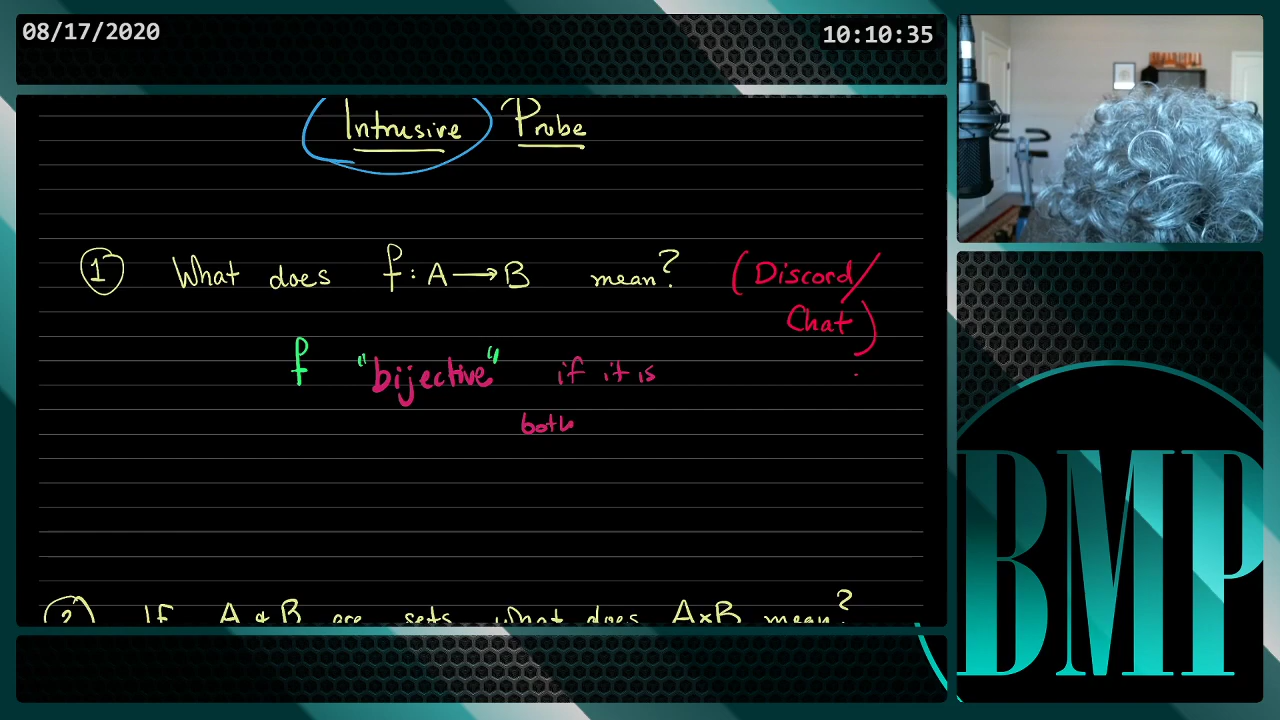 08/17/2020
10:10:35
Intrusive Probe
1 What does f: A → B mean? (Discord/
Chat)
f "bijective" if it is
both
2 If A & B are sets what does A×B mean?
BMP